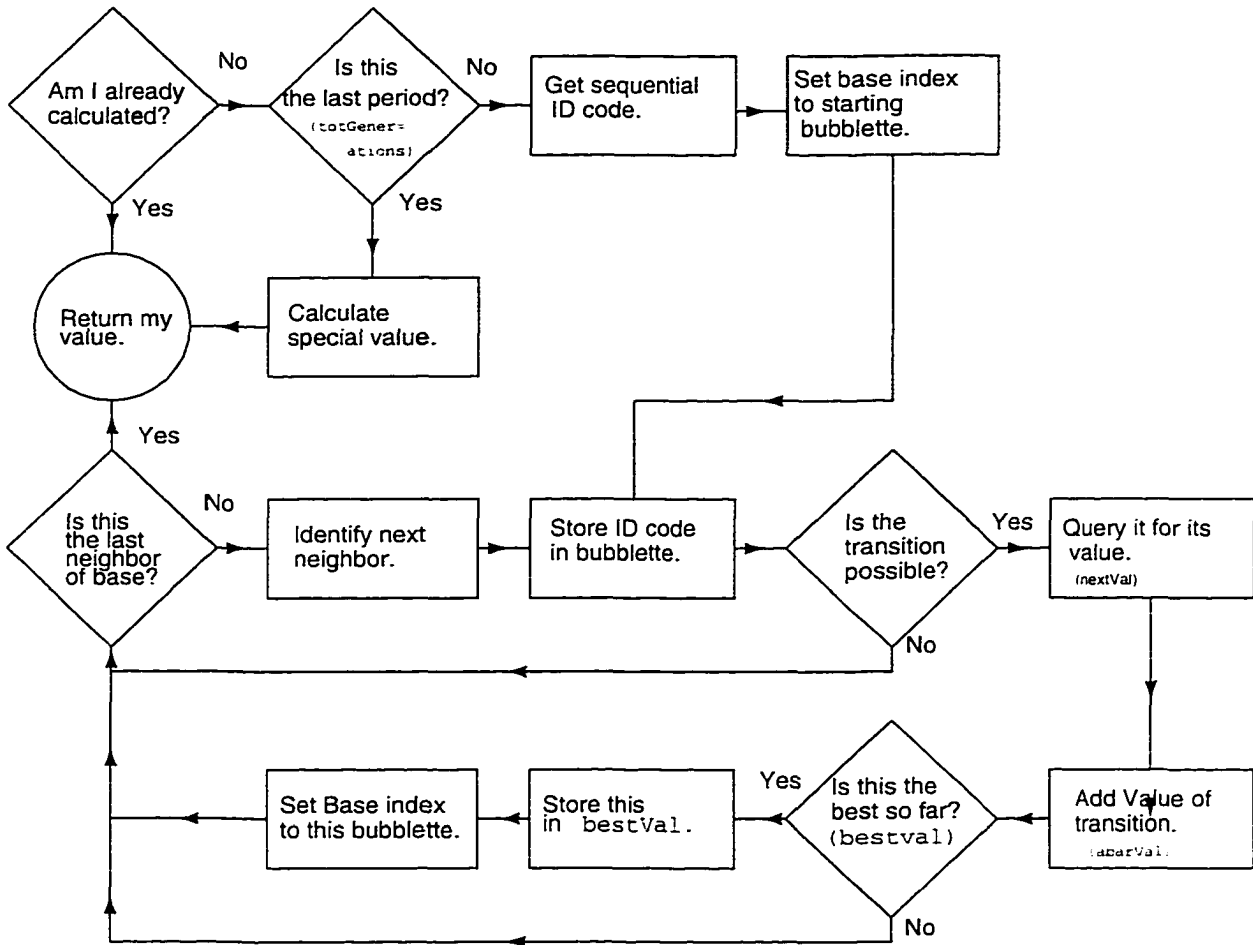 Am I already
calculated?
No
Is this
the last period?
(totGener=
ations)
No
Get sequential
ID code.
Set base index
to starting
bubblette.
Yes
Yes
Return my
value.
Calculate
special value.
Yes
Is this
the last
neighbor
of base?
No
Identify next
neighbor.
Store ID code
in bubblette.
Is the
transition
possible?
Yes
Query it for its
value.
(nextVal)
No
Set Base index
to this bubblette.
Store this
in bestVal.
Yes
Is this the
best so far?
(bestval)
Add Value of
transition.
No